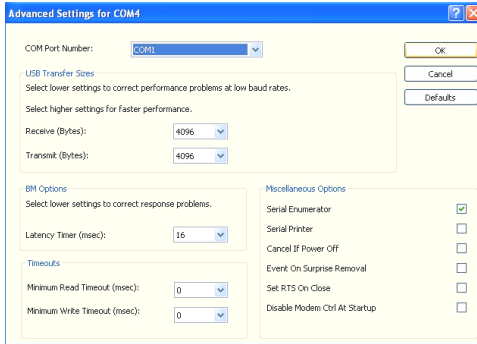 Advanced Settings for COM4
COM Port Number: COM1
OK
Cancel
Defaults
USB Transfer Sizes
Select lower settings to correct performance problems at low baud rates.
Select higher settings for faster performance.
Receive (Bytes): 4096
Transmit (Bytes): 4096
BM Options
Select lower settings to correct response problems.
Latency Timer (msec): 16
Timeouts
Minimum Read Timeout (msec): 0
Minimum Write Timeout (msec): 0
Miscellaneous Options
Serial Enumerator
Serial Printer
Cancel If Power Off
Event On Surprise Removal
Set RTS On Close
Disable Modem Ctrl At Startup